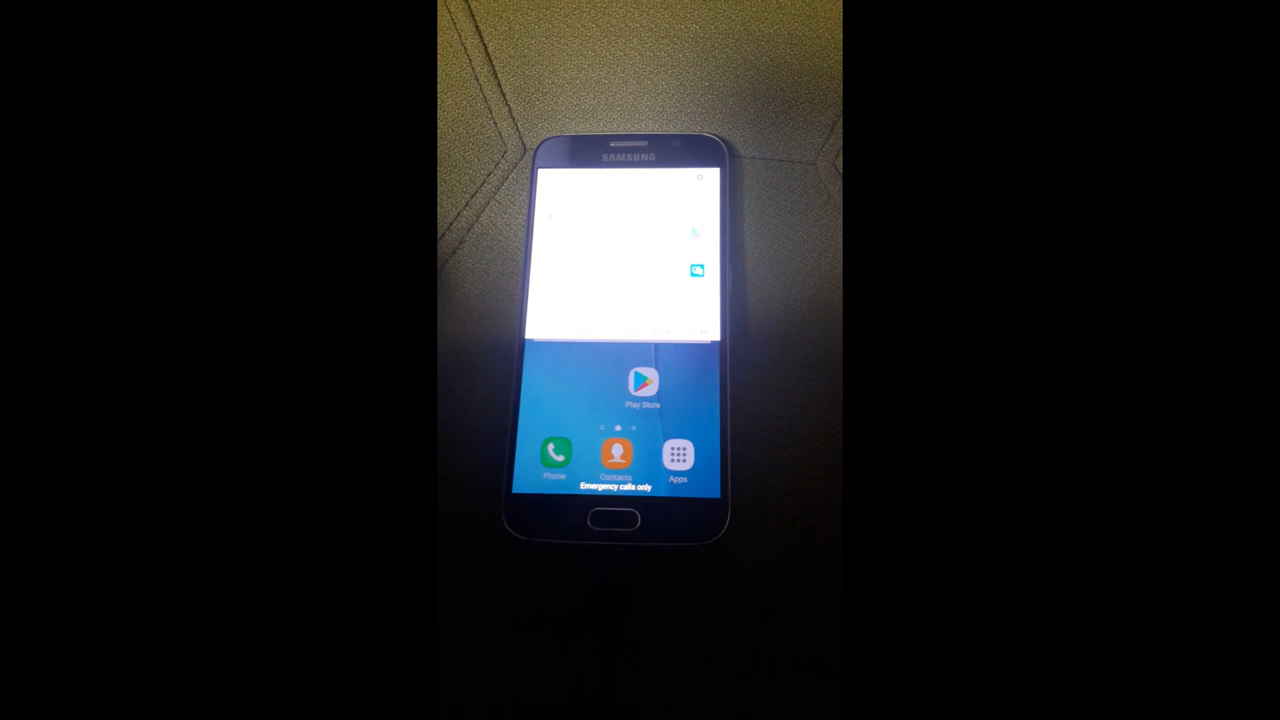 SAMSUNG
Play Store
Phone
Contacts
Apps
Emergency calls only